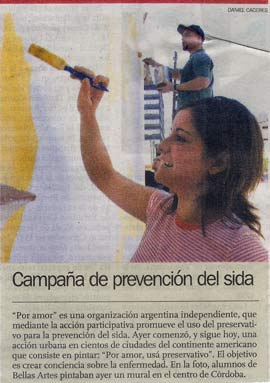 DANIEL CACERES
Campaña de prevención del sida
"Por amor" es una organización argentina independiente, que
mediante la acción participativa promueve el uso del preservati-
vo para la prevención del sida. Ayer comenzó, y sigue hoy, una
acción urbana en cientos de ciudades del continente americano
que consiste en pintar: "Por amor, usá preservativo". El objetivo
es crear conciencia sobre la enfermedad. En la foto, alumnos de
Bellas Artes pintaban ayer un mural en el centro de Córdoba.